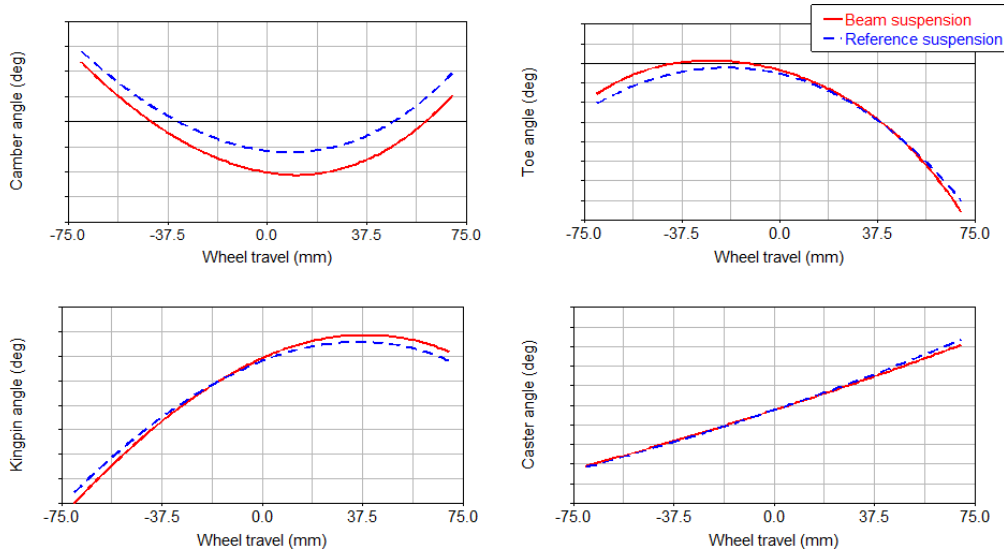 Beam suspension
Reference suspension
Camber angle (deg)
-75.0 -37.5 0.0 37.5 75.0
Wheel travel (mm)
Toe angle (deg)
-75.0 -37.5 0.0 37.5 75.0
Wheel travel (mm)
Kingpin angle (deg)
-75.0 -37.5 0.0 37.5 75.0
Wheel travel (mm)
Caster angle (deg)
-75.0 -37.5 0.0 37.5 75.0
Wheel travel (mm)